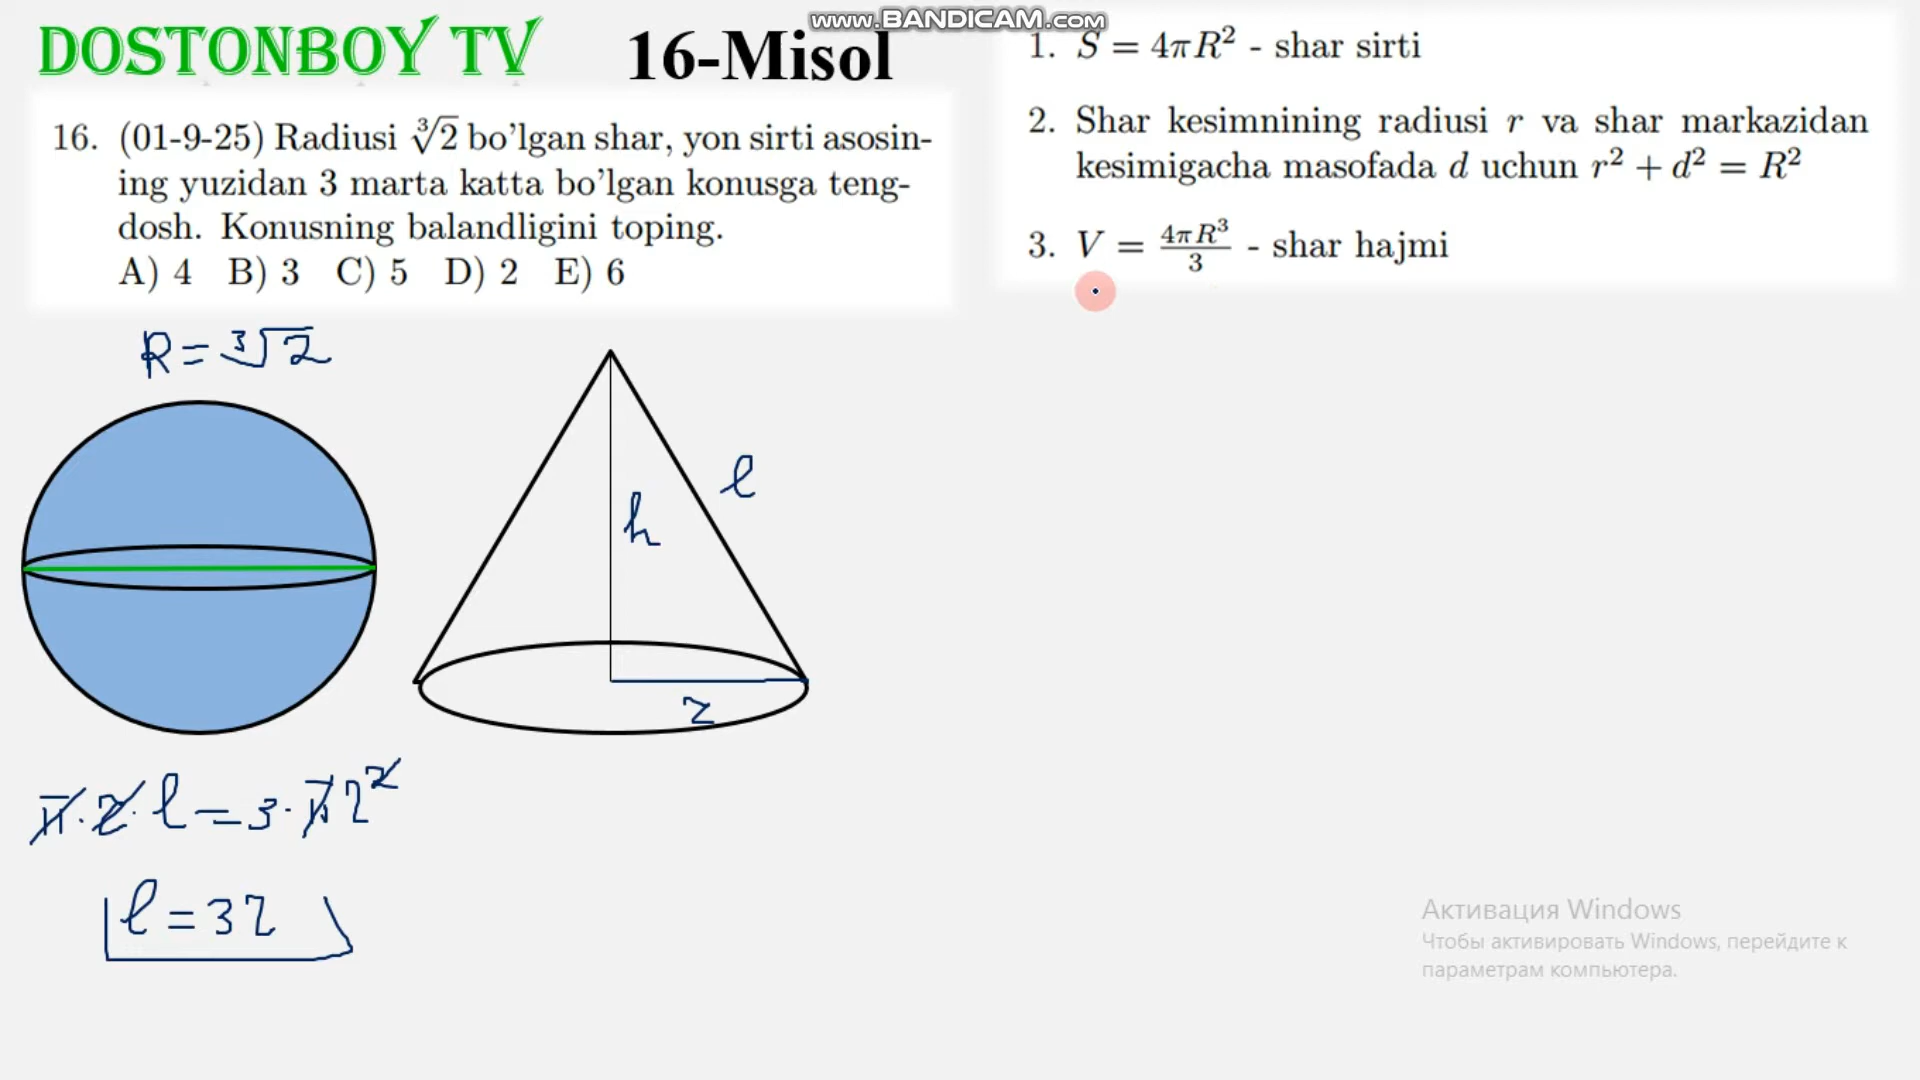 www.BANDICAM.com
DOSTONBOY TV
16-Misol
16. (01-9-25) Radiusi ∛2 bo’lgan shar, yon sirti asosin-
ing yuzidan 3 marta katta bo’lgan konusga teng-
dosh. Konusning balandligini toping.
A) 4 B) 3 C) 5 D) 2 E) 6
1. S = 4πR² - shar sirti
2. Shar kesimnining radiusi r va shar markazidan
kesimigacha masofada d uchun r² + d² = R²
3. V = 4πR³/3 - shar hajmi
R = ∛2
l
h
r
π · r · l = 3 · π r²
l = 3r
Активация Windows
Чтобы активировать Windows, перейдите к
параметрам компьютера.